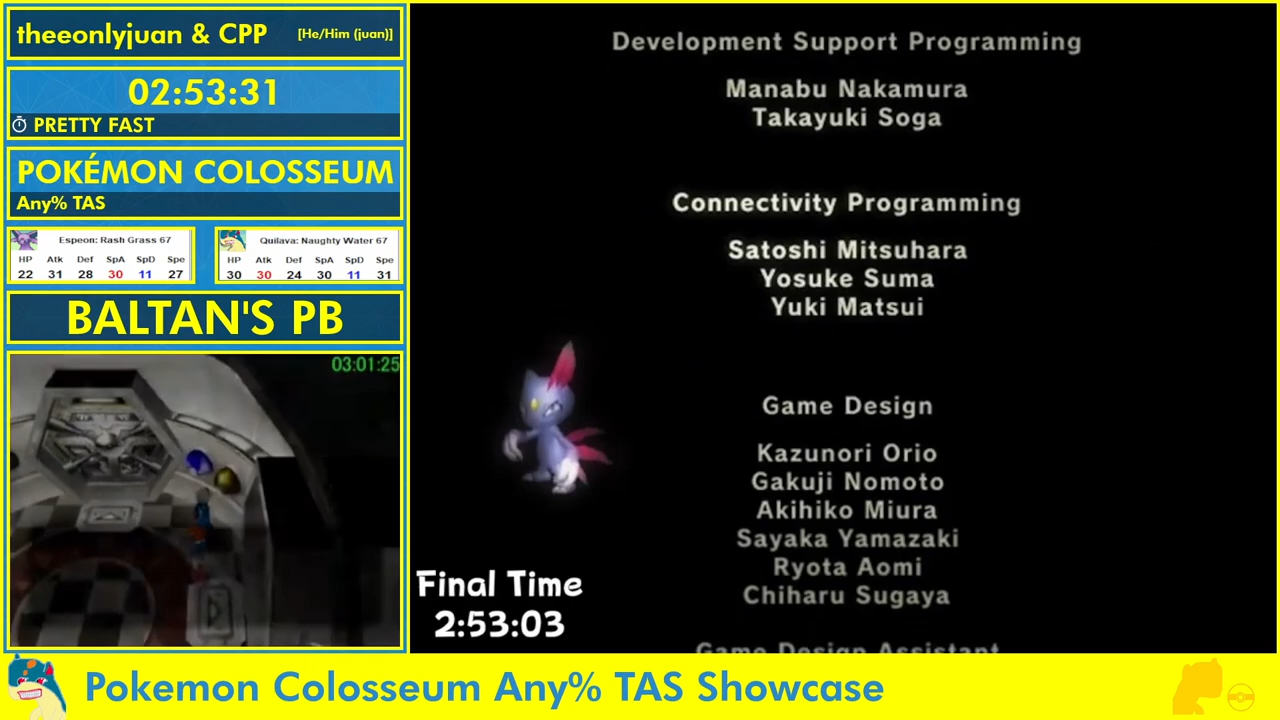 theeonlyjuan & CPP [He/Him (juan)]
02:53:31
PRETTY FAST
POKÉMON COLOSSEUM
Any% TAS
Espeon: Rash Grass 67
HP Atk Def SpA SpD Spe
22 31 28 30 11 27
Quilava: Naughty Water 67
HP Atk Def SpA SpD Spe
30 30 24 30 11 31
BALTAN'S PB
03:01:25
Development Support Programming
Manabu Nakamura
Takayuki Soga
Connectivity Programming
Satoshi Mitsuhara
Yosuke Suma
Yuki Matsui
Game Design
Kazunori Orio
Gakuji Nomoto
Akihiko Miura
Sayaka Yamazaki
Ryota Aomi
Chiharu Sugaya
Game Design Assistant
Final Time
2:53:03
Pokemon Colosseum Any% TAS Showcase